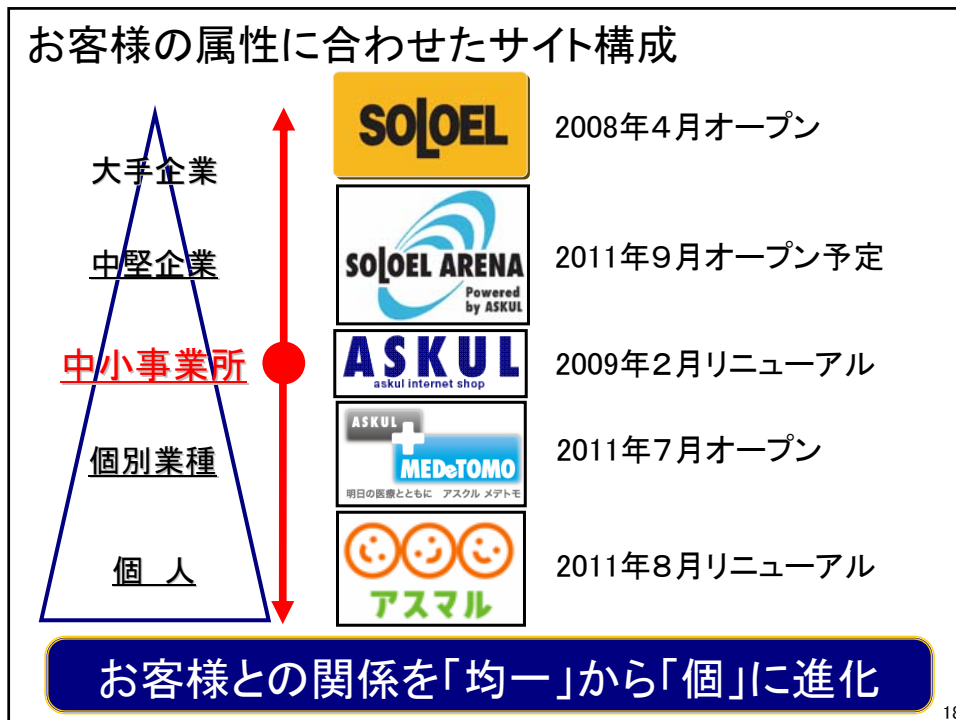 お客様の属性に合わせたサイト構成
大手企業
SOLOEL
2008年４月オープン
中堅企業
SOLOEL ARENA
Powered
by ASKUL
2011年９月オープン予定
中小事業所
ASKUL
askul internet shop
2009年２月リニューアル
個別業種
ASKUL
MEDeTOMO
明日の医療とともに　アスクル メデトモ
2011年７月オープン
個　人
アスマル
2011年８月リニューアル
お客様との関係を「均一」から「個」に進化
18